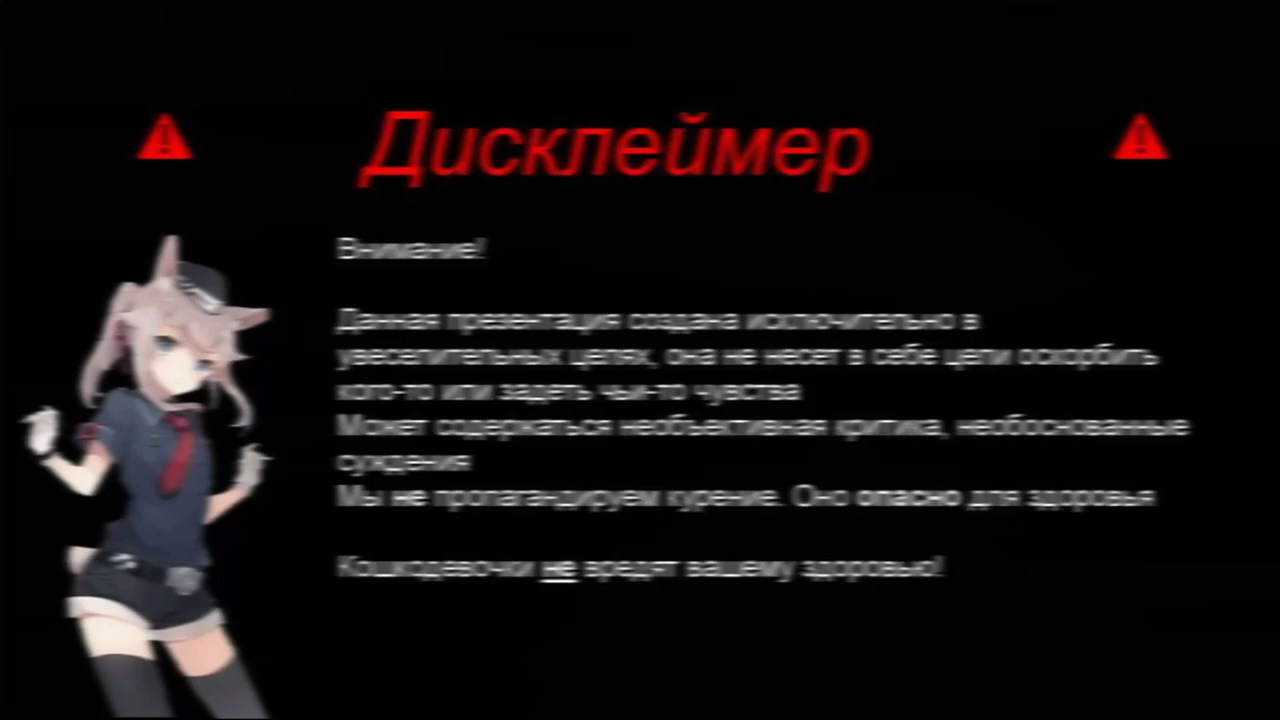 Дисклеймер
Внимание!
Данная презентация создана исключительно в
увеселительных целях, она не несет в себе цели оскорбить
кого-то или задеть чьи-то чувства
Может содержаться необъективная критика, необоснованные
суждения
Мы не пропагандируем курение. Оно опасно для здоровья
Кошкодевочки не вредят вашему здоровью!